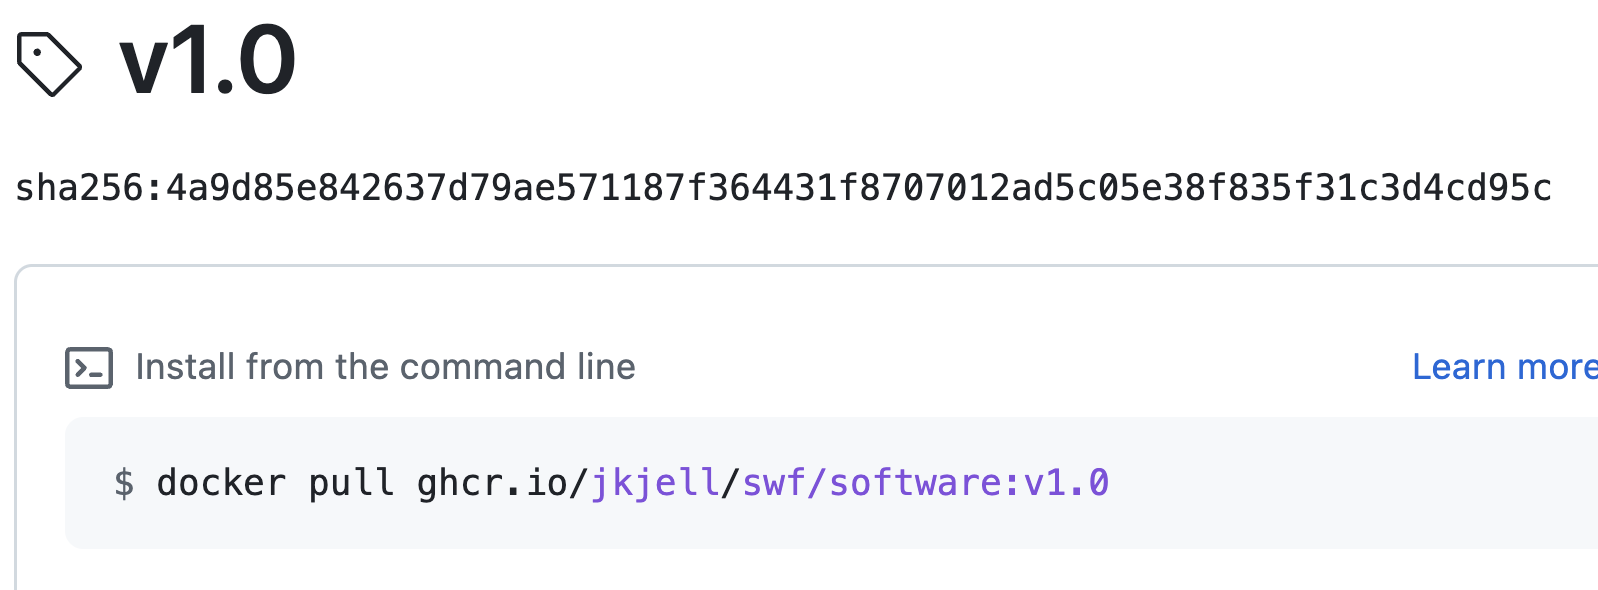 v1.0
sha256:4a9d85e842637d79ae571187f364431f8707012ad5c05e38f835f31c3d4cd95c
Install from the command line
Learn more
$ docker pull ghcr.io/jkjell/swf/software:v1.0